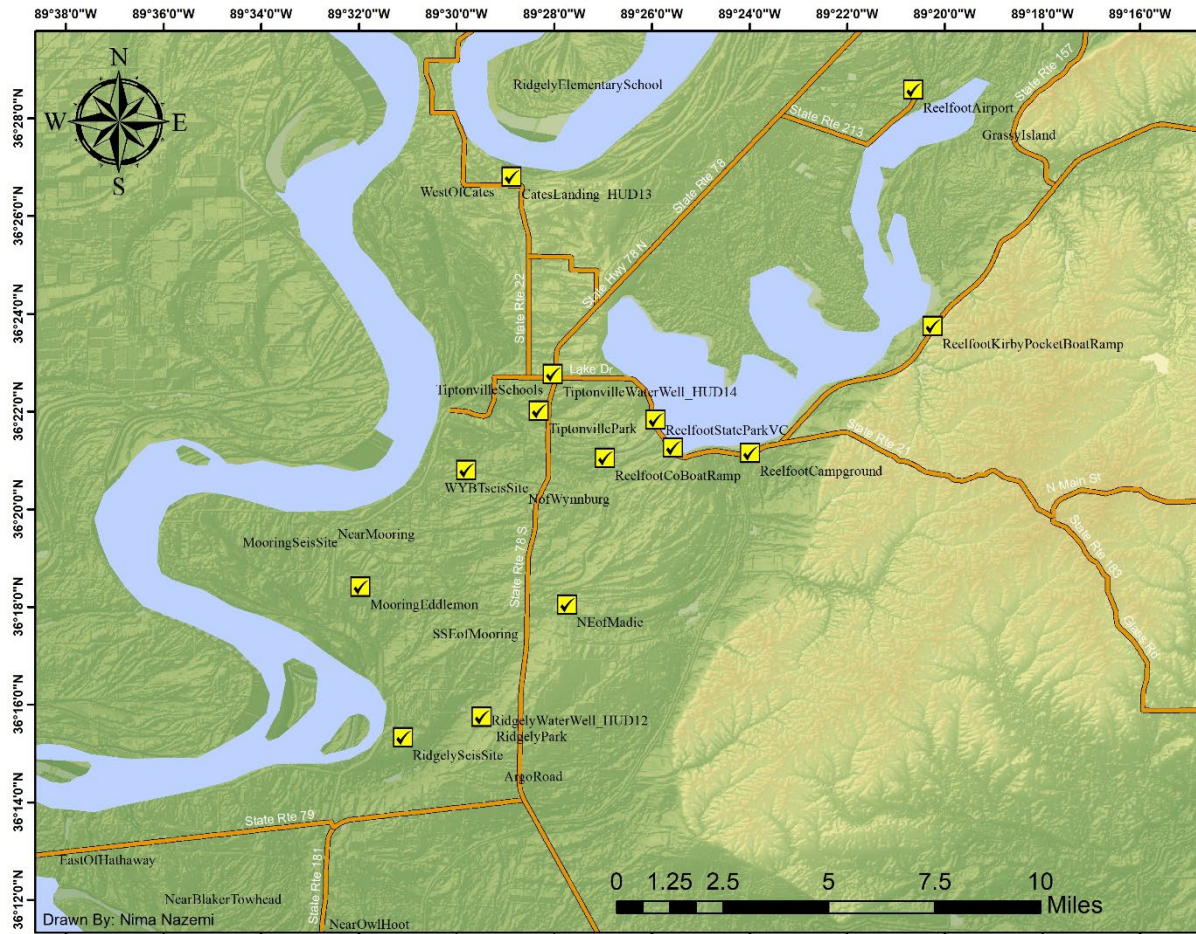 89°38'0"W 89°36'0"W 89°34'0"W 89°32'0"W 89°30'0"W 89°28'0"W 89°26'0"W 89°24'0"W 89°22'0"W 89°20'0"W 89°18'0"W 89°16'0"W
N
W E
S
36°28'0"N
36°26'0"N
36°24'0"N
36°22'0"N
36°20'0"N
36°18'0"N
36°16'0"N
36°14'0"N
36°12'0"N
RidgelyElementarySchool
State Rte 157
ReelfootAirport
State Rte 213
GrassyIsland
State Rte 78
WestOfCates
CatesLanding_HUD13
State Hwy 78 N
State Rte 22
ReelfootKirbyPocketBoatRamp
Lake Dr
TiptonvilleSchools
TiptonvilleWaterWell_HUD14
TiptonvillePark
ReelfootStateParkVC
State Rte 21
WYBTseisSite
ReelfootCoBoatRamp
ReelfootCampground
N Main St
NofWynnburg
MooringSeisSite
NearMooring
State Rte 78 S
State Rte 183
MooringEddlemon
NEofMadie
SSEofMooring
Glass Rd
RidgelyWaterWell_HUD12
RidgelyPark
RidgelySeisSite
ArgoRoad
State Rte 79
EastOfHathaway
State Rte 181
NearBlakerTowhead
NearOwlHoot
0 1.25 2.5 5 7.5 10
Miles
Drawn By: Nima Nazemi